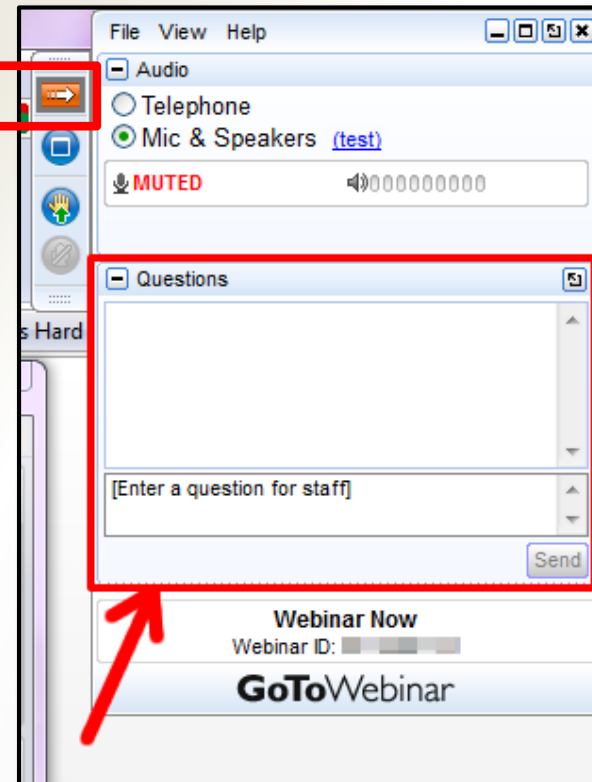 File View Help
Audio
Telephone
Mic & Speakers (test)
MUTED 000000000
Questions
s Hard
[Enter a question for staff]
Send
Webinar Now
Webinar ID:
GoToWebinar